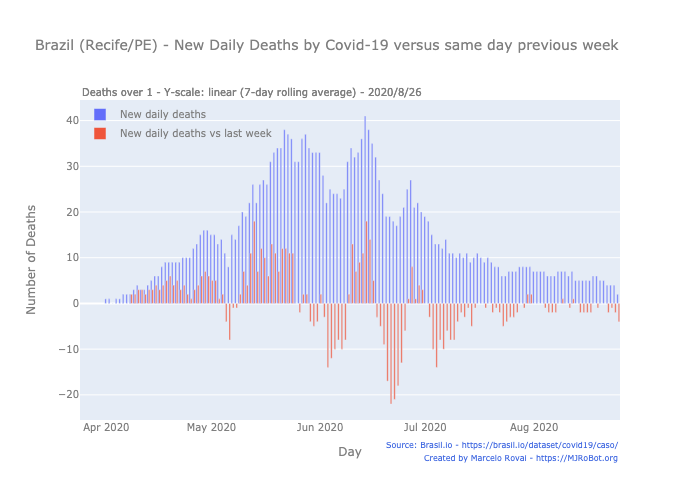 Brazil (Recife/PE) - New Daily Deaths by Covid-19 versus same day previous week
Deaths over 1 - Y-scale: linear (7-day rolling average) - 2020/8/26
New daily deaths
New daily deaths vs last week
40
30
20
10
0
−10
−20
Number of Deaths
Apr 2020
May 2020
Jun 2020
Jul 2020
Aug 2020
Day
Source: Brasil.io - https://brasil.io/dataset/covid19/caso/
Created by Marcelo Rovai - https://MJRoBot.org